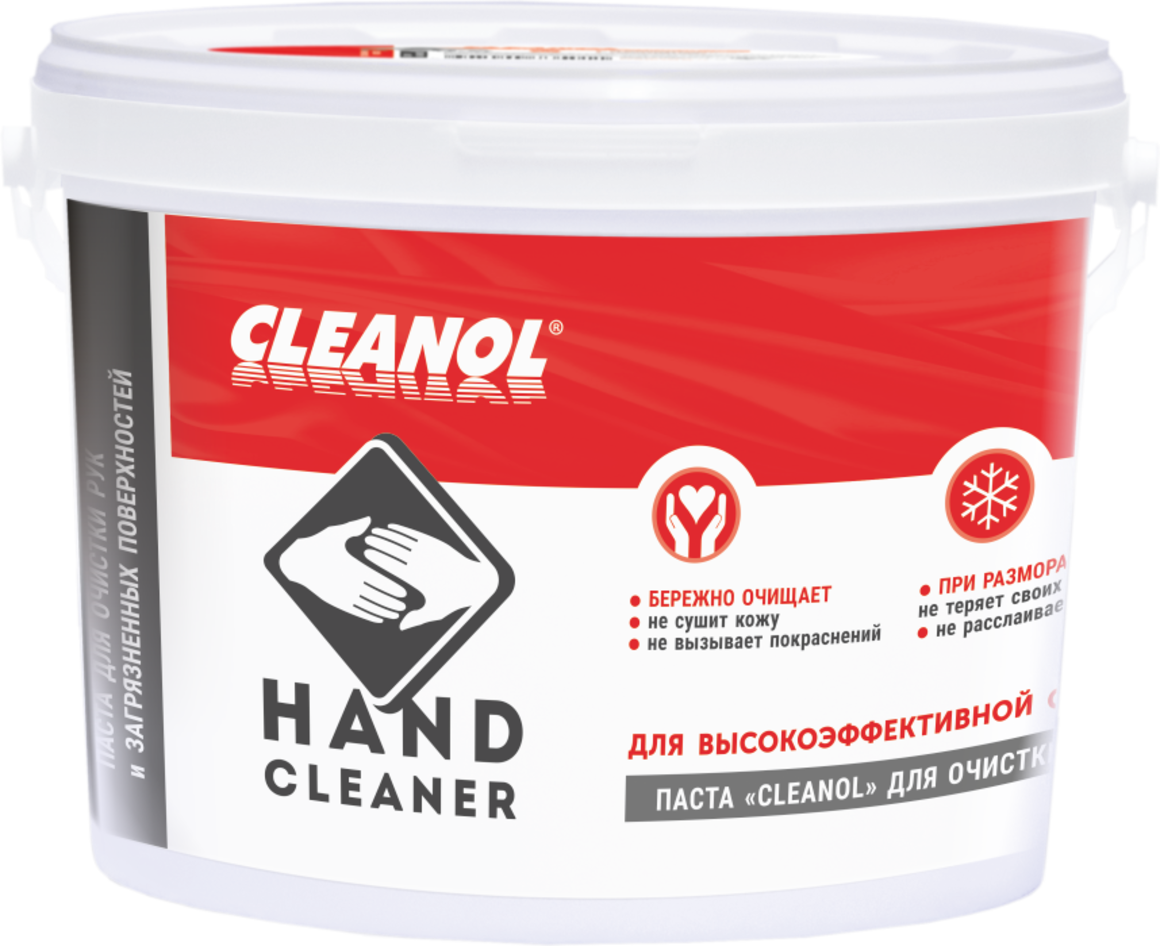 ПАСТА ДЛЯ ОЧИСТКИ РУК
и ЗАГРЯЗНЕННЫХ ПОВЕРХНОСТЕЙ
CLEANOL®
HAND
CLEANER
• БЕРЕЖНО ОЧИЩАЕТ
• не сушит кожу
• не вызывает покраснений
• ПРИ РАЗМОРА
не теряет своих
• не расслаивае
ДЛЯ ВЫСОКОЭФФЕКТИВНОЙ
ПАСТА «CLEANOL» ДЛЯ ОЧИСТК